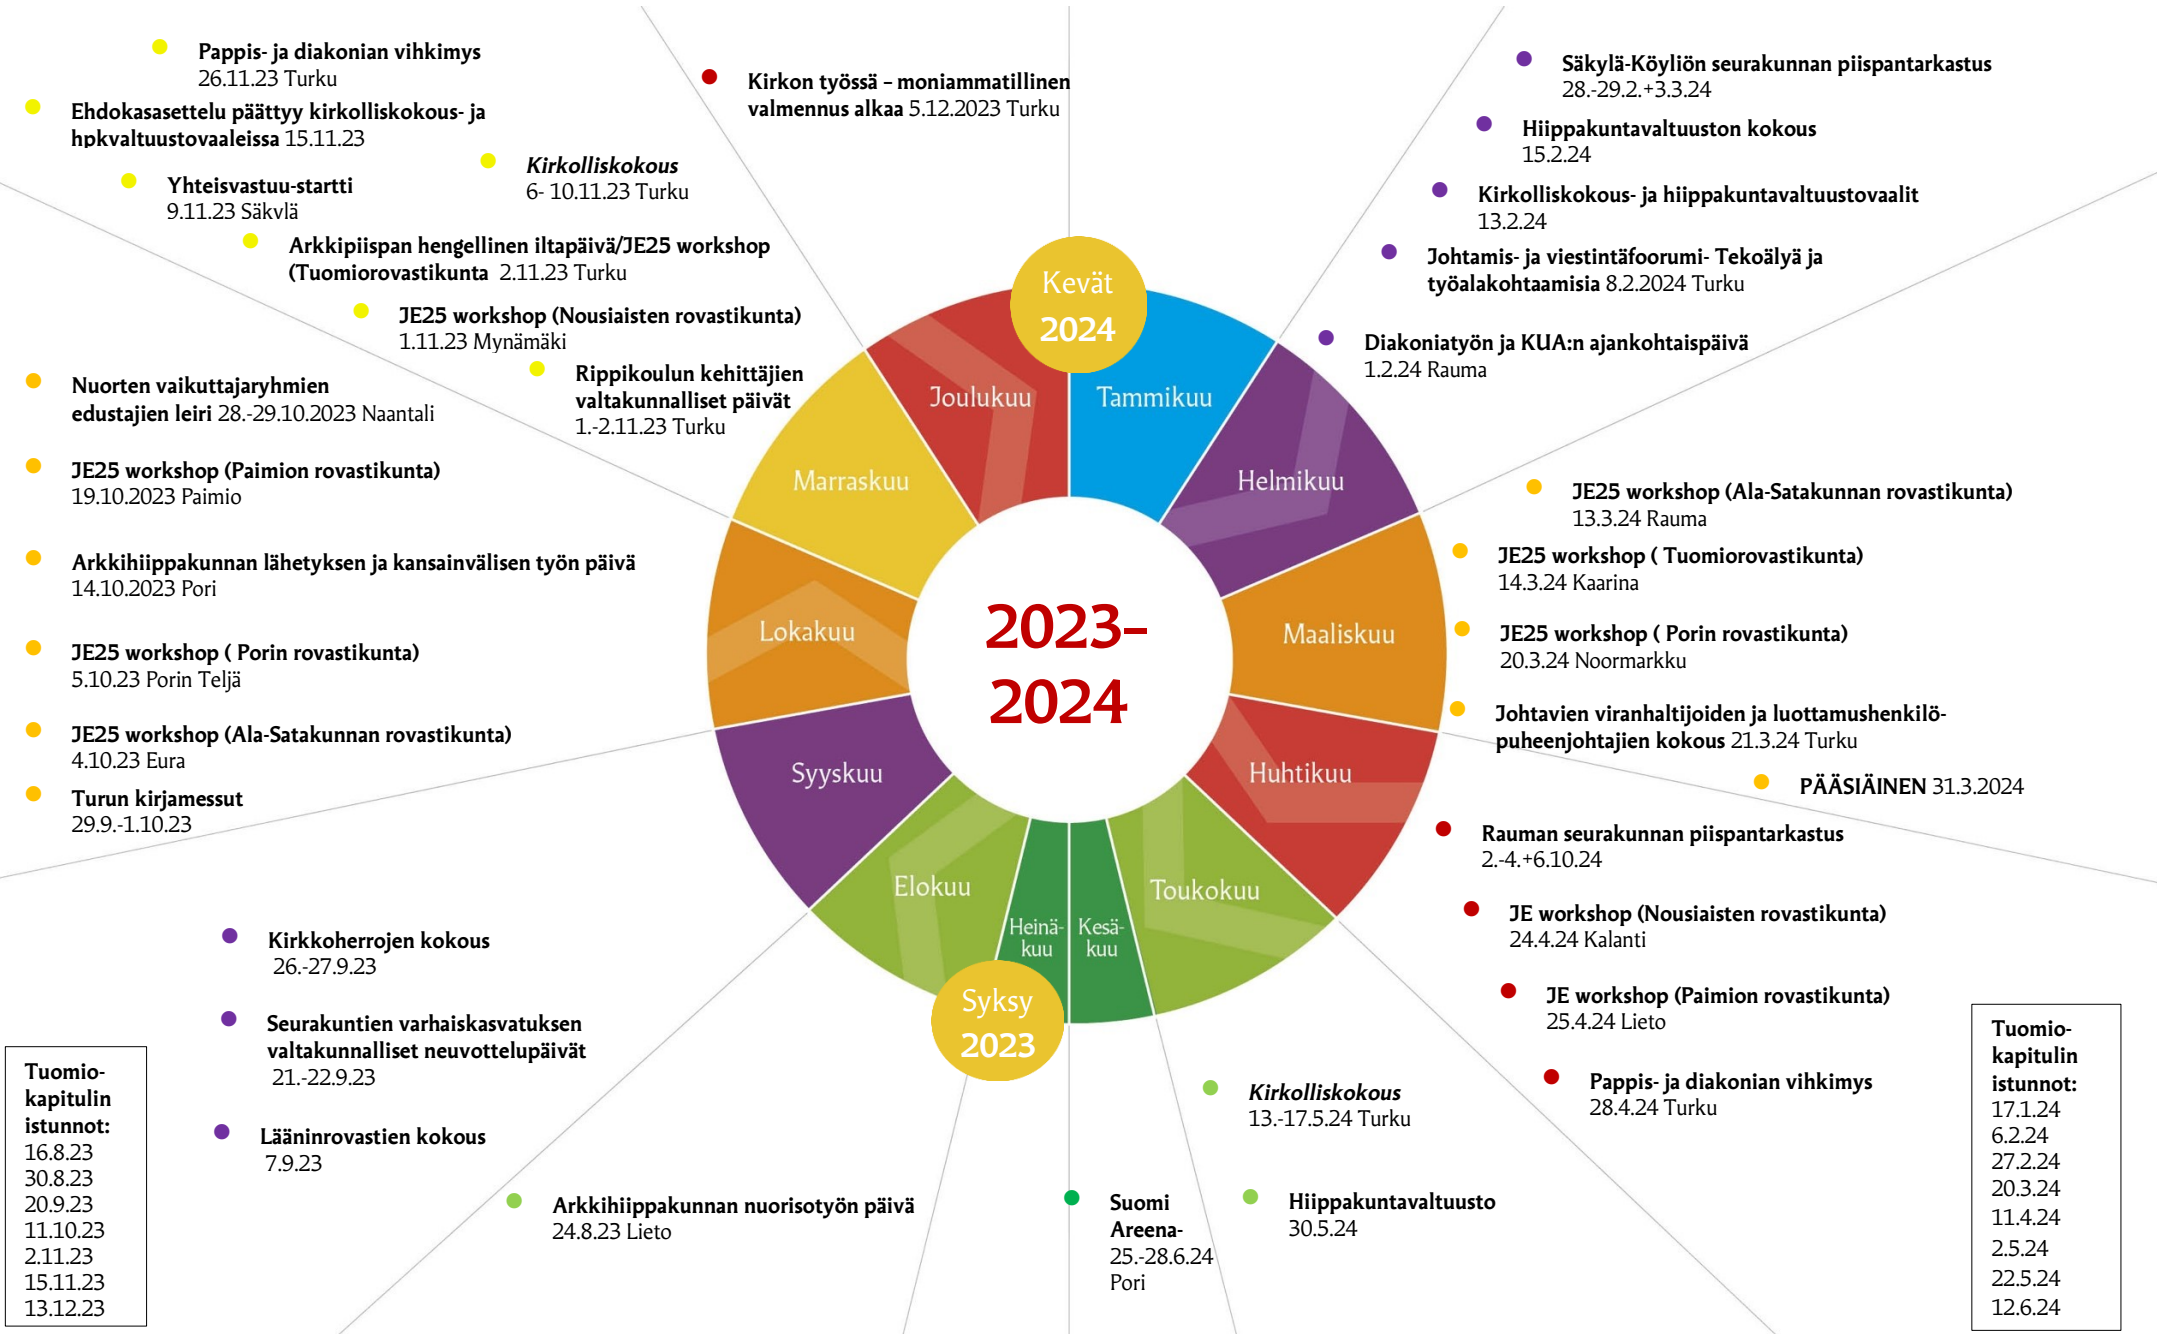 Pappis- ja diakonian vihkimys
26.11.23 Turku
Ehdokasasettelu päättyy kirkolliskokous- ja
hpkvaltuustovaaleissa 15.11.23
Kirkolliskokous
6- 10.11.23 Turku
Yhteisvastuu-startti
9.11.23 Säkylä
Arkkipiispan hengellinen iltapäivä/JE25 workshop
(Tuomiorovastikunta 2.11.23 Turku
JE25 workshop (Nousiaisten rovastikunta)
1.11.23 Mynämäki
Rippikoulun kehittäjien
valtakunnalliset päivät
1.-2.11.23 Turku
Kirkon työssä – moniammatillinen
valmennus alkaa 5.12.2023 Turku
Säkylä-Köyliön seurakunnan piispantarkastus
28.-29.2.+3.3.24
Hiippakuntavaltuuston kokous
15.2.24
Kirkolliskokous- ja hiippakuntavaltuustovaalit
13.2.24
Johtamis- ja viestintäfoorumi- Tekoälyä ja
työalakohtaamisia 8.2.2024 Turku
Diakoniatyön ja KUA:n ajankohtaispäivä
1.2.24 Rauma
Nuorten vaikuttajaryhmien
edustajien leiri 28.-29.10.2023 Naantali
JE25 workshop (Paimion rovastikunta)
19.10.2023 Paimio
Arkkihiippakunnan lähetyksen ja kansainvälisen työn päivä
14.10.2023 Pori
JE25 workshop ( Porin rovastikunta)
5.10.23 Porin Teljä
JE25 workshop (Ala-Satakunnan rovastikunta)
4.10.23 Eura
Turun kirjamessut
29.9.-1.10.23
Kevät
2024
Joulukuu
Tammikuu
Marraskuu
Helmikuu
Lokakuu
Maaliskuu
2023–
2024
Syyskuu
Huhtikuu
Elokuu
Toukokuu
Heinä-
kuu
Kesä-
kuu
Syksy
2023
JE25 workshop (Ala-Satakunnan rovastikunta)
13.3.24 Rauma
JE25 workshop ( Tuomiorovastikunta)
14.3.24 Kaarina
JE25 workshop ( Porin rovastikunta)
20.3.24 Noormarkku
Johtavien viranhaltijoiden ja luottamushenkilö-
puheenjohtajien kokous 21.3.24 Turku
PÄÄSIÄINEN 31.3.2024
Rauman seurakunnan piispantarkastus
2.-4.+6.10.24
JE workshop (Nousiaisten rovastikunta)
24.4.24 Kalanti
JE workshop (Paimion rovastikunta)
25.4.24 Lieto
Pappis- ja diakonian vihkimys
28.4.24 Turku
Kirkkoherrojen kokous
26.-27.9.23
Seurakuntien varhaiskasvatuksen
valtakunnalliset neuvottelupäivät
21.-22.9.23
Lääninrovastien kokous
7.9.23
Arkkihiippakunnan nuorisotyön päivä
24.8.23 Lieto
Kirkolliskokous
13.-17.5.24 Turku
Suomi
Areena-
25.-28.6.24
Pori
Hiippakuntavaltuusto
30.5.24
Tuomio-
kapitulin
istunnot:
16.8.23
30.8.23
20.9.23
11.10.23
2.11.23
15.11.23
13.12.23
Tuomio-
kapitulin
istunnot:
17.1.24
6.2.24
27.2.24
20.3.24
11.4.24
2.5.24
22.5.24
12.6.24